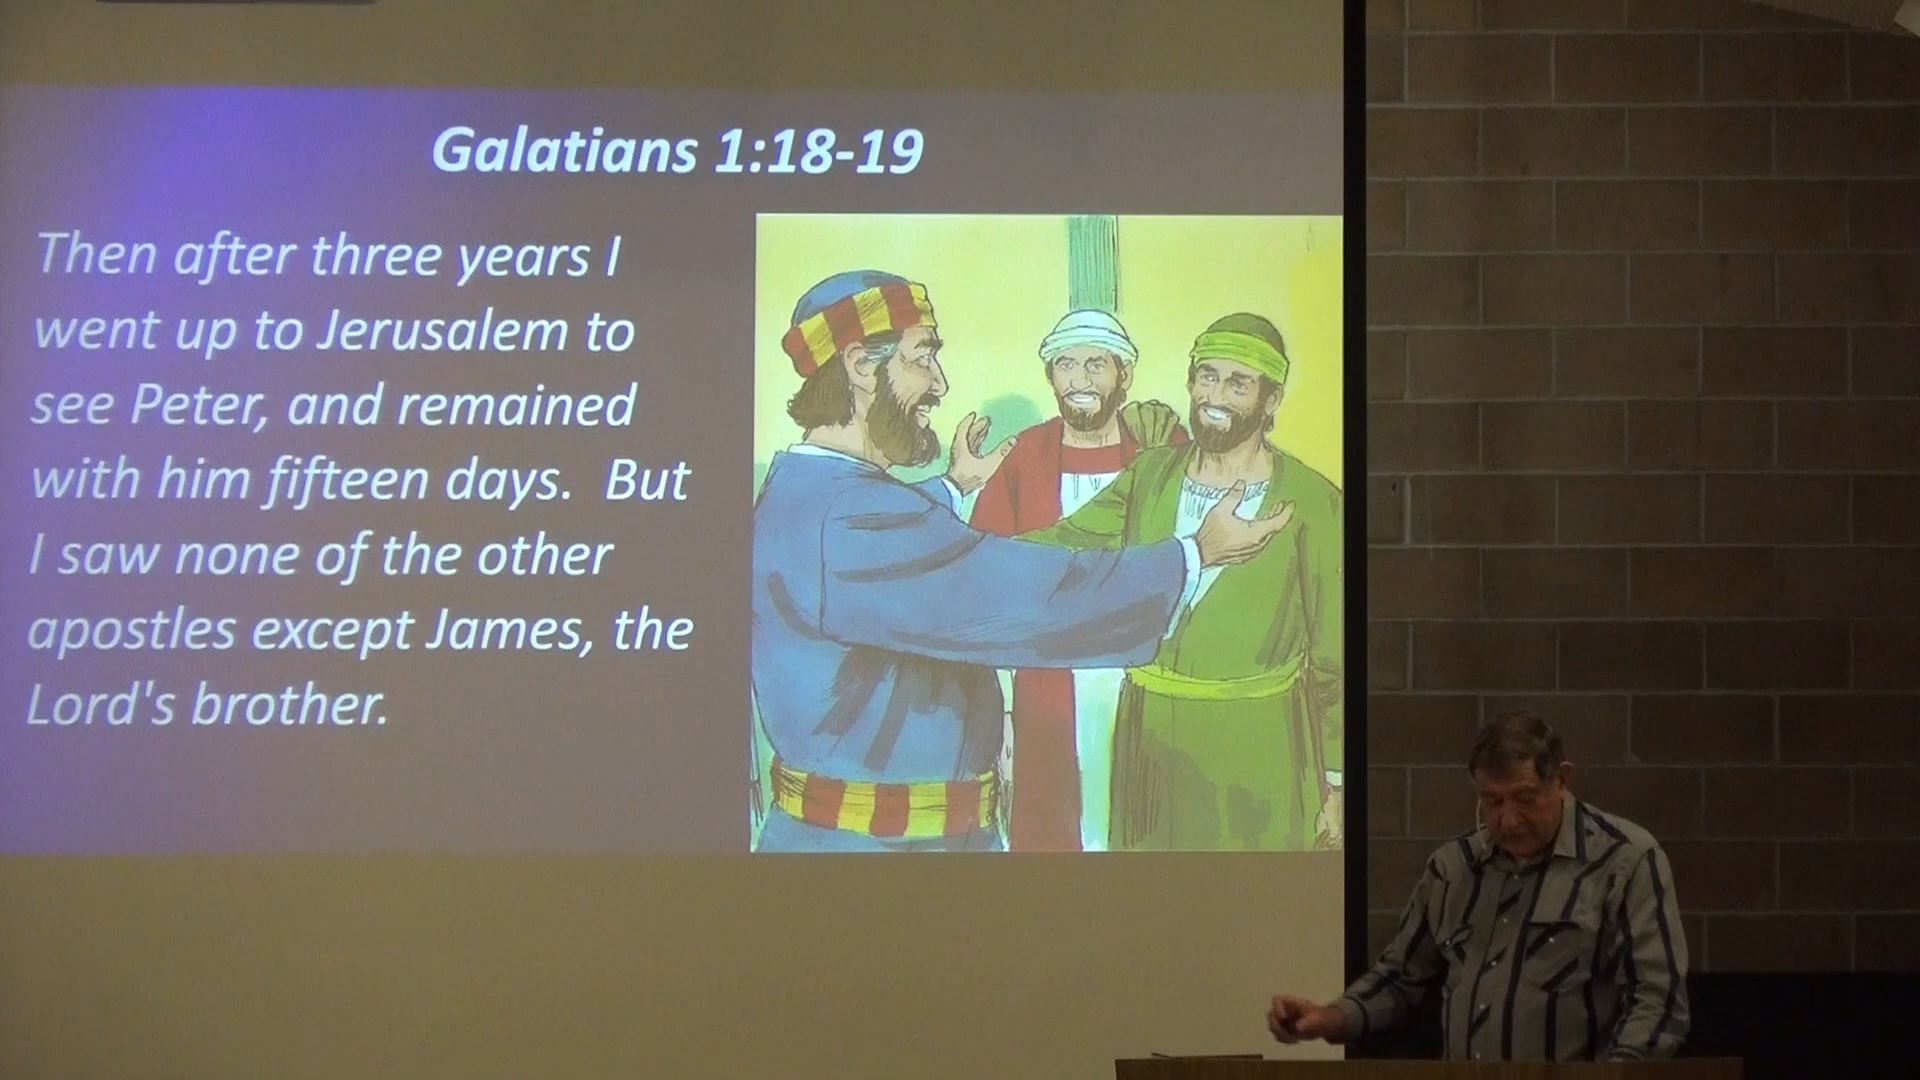 Galatians 1:18-19
Then after three years I
went up to Jerusalem to
see Peter, and remained
with him fifteen days.  But
I saw none of the other
apostles except James, the
Lord's brother.